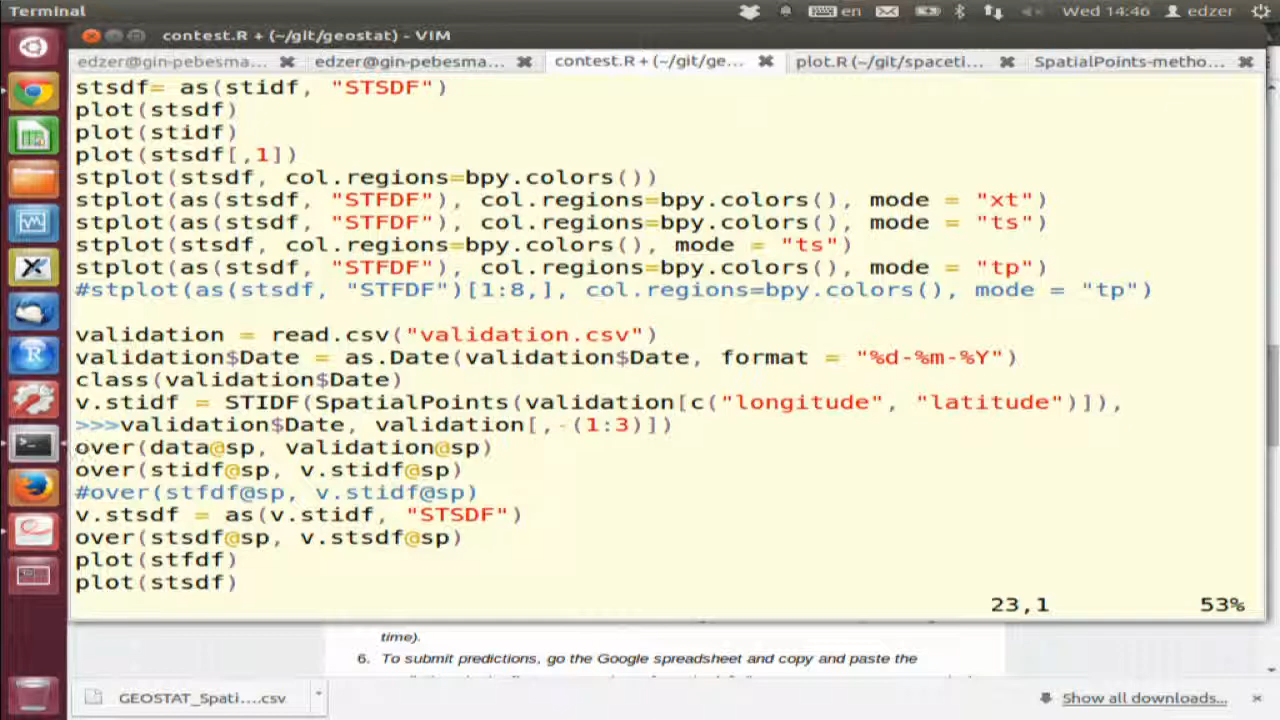 Terminal
en
Wed 14:46
edzer
contest.R + (~/git/geostat) - VIM
edzer@gin-pebesma...
edzer@gin-pebesma...
contest.R + (~/git/ge...
plot.R (~/git/spaceti...
SpatialPoints-metho...
stsdf= as(stidf, "STSDF")
plot(stsdf)
plot(stidf)
plot(stsdf[,1])
stplot(stsdf, col.regions=bpy.colors())
stplot(as(stsdf, "STFDF"), col.regions=bpy.colors(), mode = "xt")
stplot(as(stsdf, "STFDF"), col.regions=bpy.colors(), mode = "ts")
stplot(stsdf, col.regions=bpy.colors(), mode = "ts")
stplot(as(stsdf, "STFDF"), col.regions=bpy.colors(), mode = "tp")
#stplot(as(stsdf, "STFDF")[1:8,], col.regions=bpy.colors(), mode = "tp")
validation = read.csv("validation.csv")
validation$Date = as.Date(validation$Date, format = "%d-%m-%Y")
class(validation$Date)
v.stidf = STIDF(SpatialPoints(validation[c("longitude", "latitude")]),
>>>validation$Date, validation[,-(1:3)])
over(data@sp, validation@sp)
over(stidf@sp, v.stidf@sp)
#over(stfdf@sp, v.stidf@sp)
v.stsdf = as(v.stidf, "STSDF")
over(stsdf@sp, v.stsdf@sp)
plot(stfdf)
plot(stsdf)
23,1
53%
time).
6. To submit predictions, go the Google spreadsheet and copy and paste the
GEOSTAT_Spati....csv
Show all downloads...